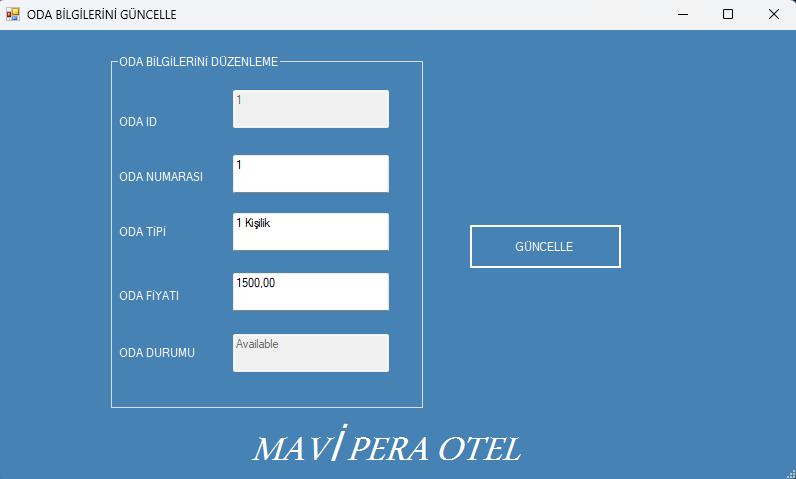 ODA BİLGİLERİNİ GÜNCELLE
ODA BİLGİLERİNİ DÜZENLEME
ODA ID 1
ODA NUMARASI 1
ODA TİPİ 1 Kişilik
ODA FİYATI 1500,00
ODA DURUMU Available
GÜNCELLE
MAVİ PERA OTEL